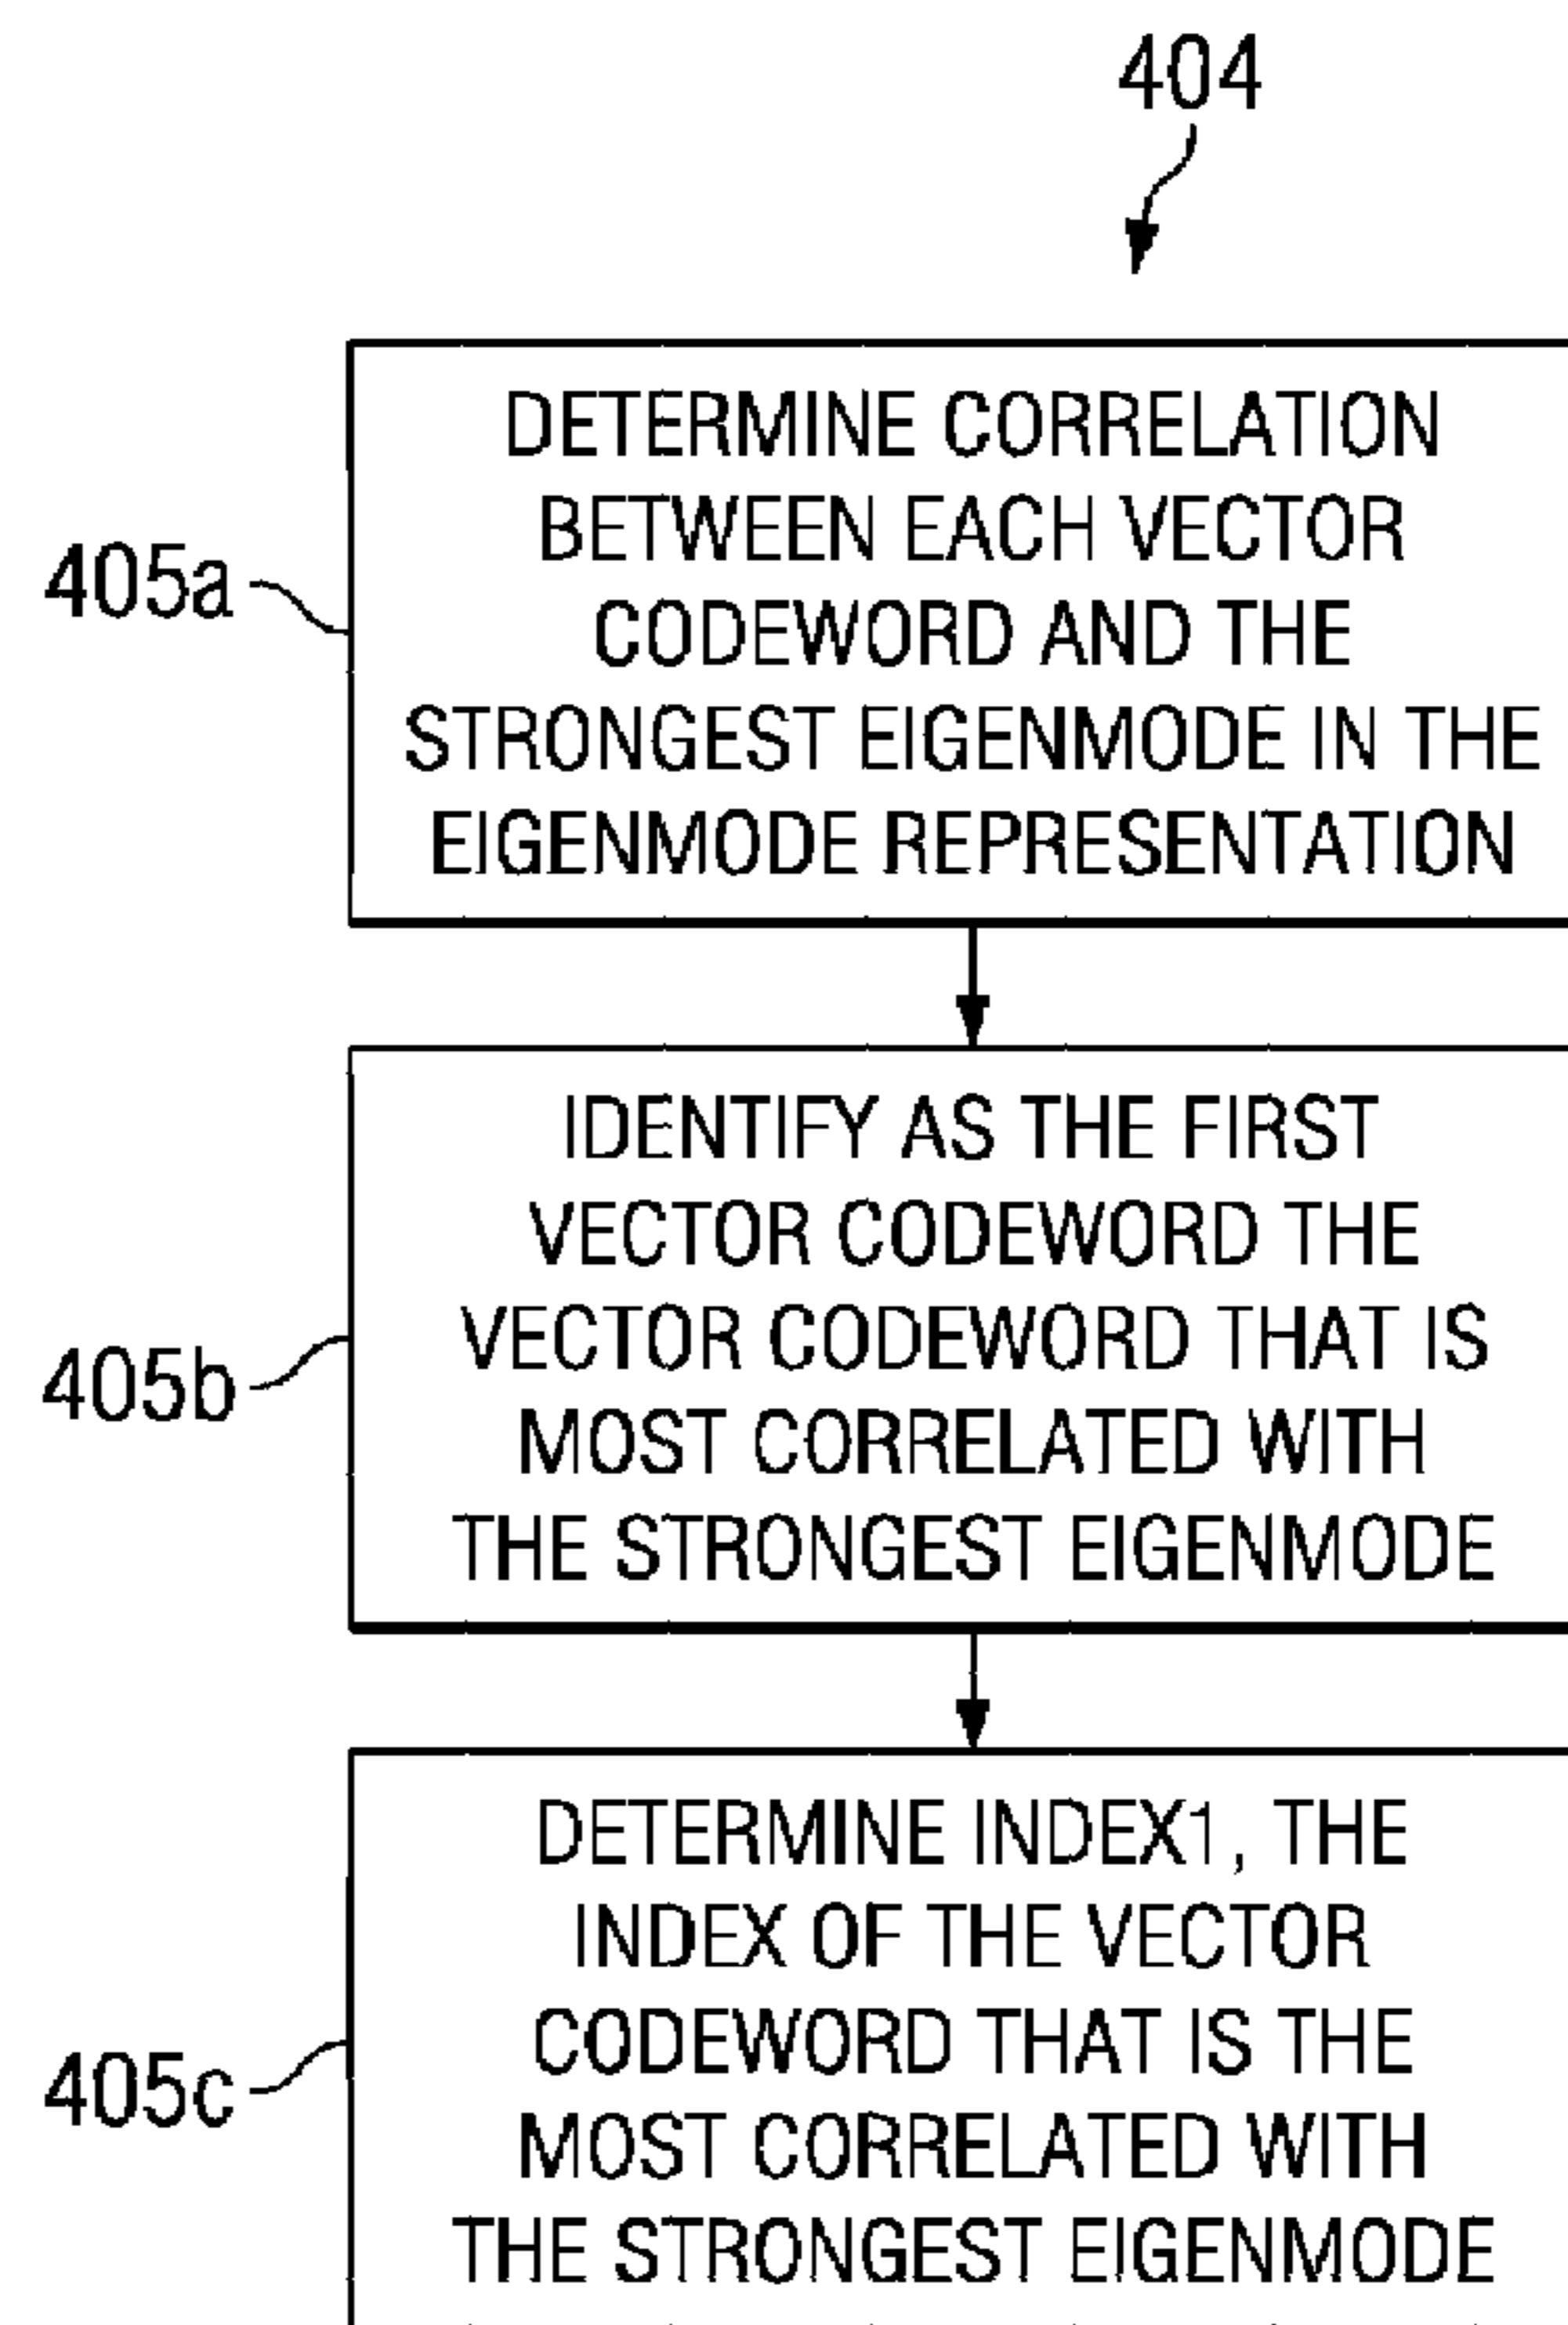 404
DETERMINE CORRELATION
BETWEEN EACH VECTOR
CODEWORD AND THE
STRONGEST EIGENMODE IN THE
EIGENMODE REPRESENTATION
405a
IDENTIFY AS THE FIRST
VECTOR CODEWORD THE
VECTOR CODEWORD THAT IS
MOST CORRELATED WITH
THE STRONGEST EIGENMODE
405b
DETERMINE INDEX1, THE
INDEX OF THE VECTOR
CODEWORD THAT IS THE
MOST CORRELATED WITH
THE STRONGEST EIGENMODE
405c